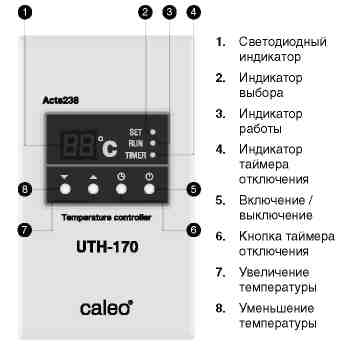 1
2
3
4
Acts238
88 °C
SET
RUN
TIMER
8
5
7
6
Temperature controller
UTH-170
caleo®
1. Светодиодный
индикатор
2. Индикатор
выбора
3. Индикатор
работы
4. Индикатор
таймера
отключения
5. Включение /
выключение
6. Кнопка таймера
отключения
7. Увеличение
температуры
8. Уменьшение
температуры